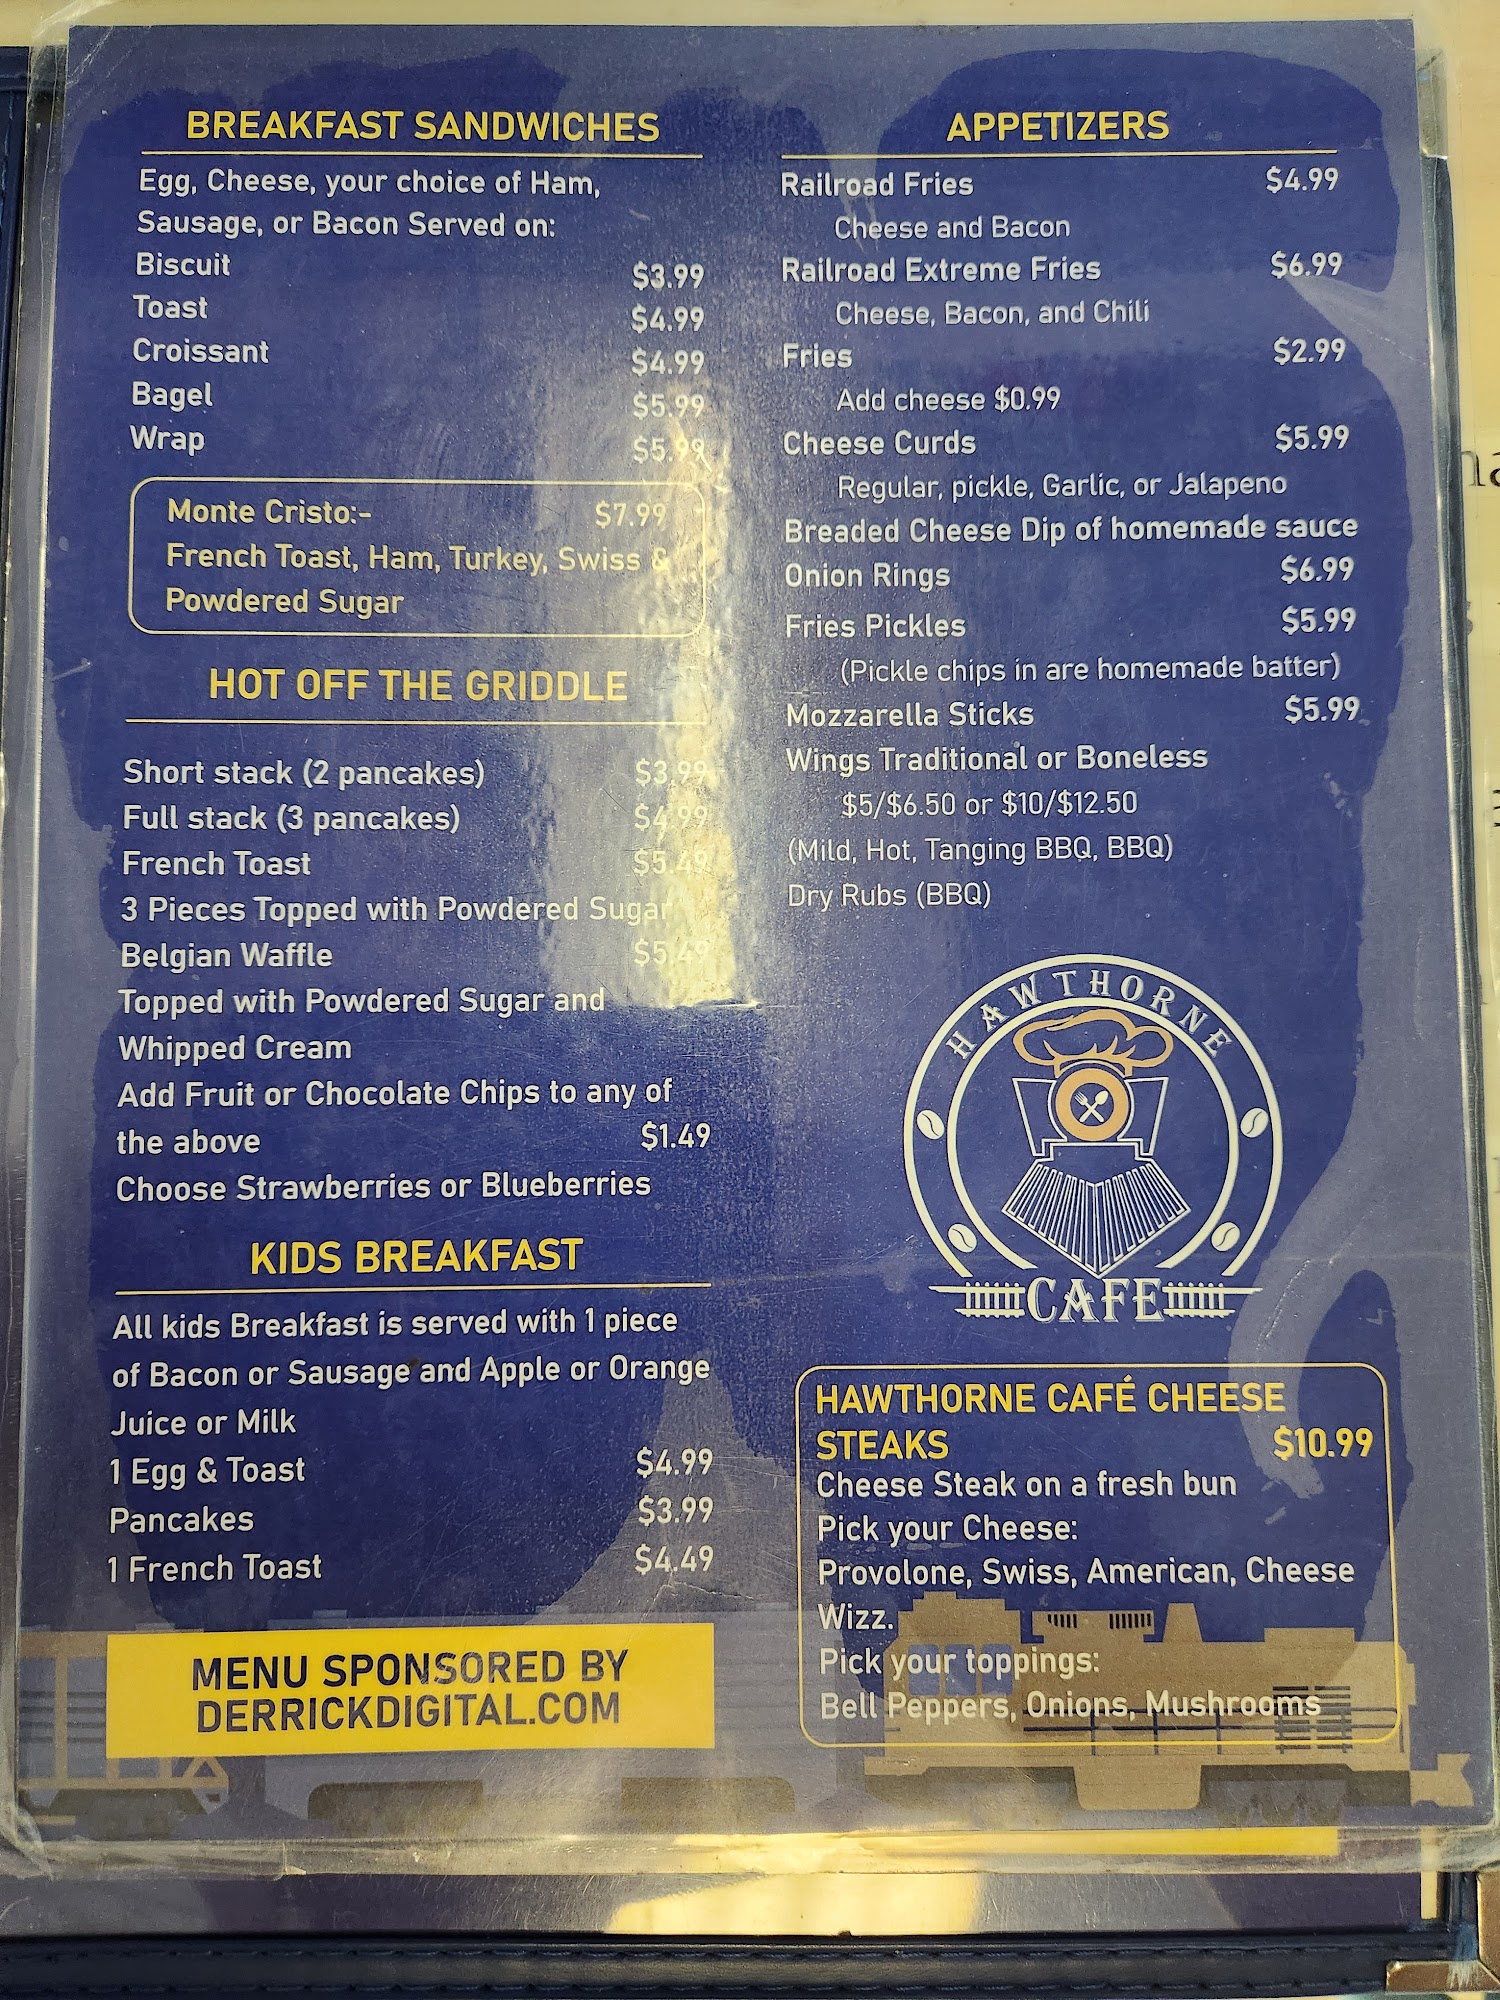 BREAKFAST SANDWICHES
Egg, Cheese, your choice of Ham,
Sausage, or Bacon Served on:
Biscuit $3.99
Toast $4.99
Croissant $4.99
Bagel $5.99
Wrap $5.99
Monte Cristo:- $7.99
French Toast, Ham, Turkey, Swiss &
Powdered Sugar
HOT OFF THE GRIDDLE
Short stack (2 pancakes) $3.99
Full stack (3 pancakes) $4.99
French Toast $5.49
3 Pieces Topped with Powdered Sugar
Belgian Waffle $5.49
Topped with Powdered Sugar and
Whipped Cream
Add Fruit or Chocolate Chips to any of
the above $1.49
Choose Strawberries or Blueberries
KIDS BREAKFAST
All kids Breakfast is served with 1 piece
of Bacon or Sausage and Apple or Orange
Juice or Milk
1 Egg & Toast $4.99
Pancakes $3.99
1 French Toast $4.49
MENU SPONSORED BY
DERRICKDIGITAL.COM
APPETIZERS
Railroad Fries $4.99
Cheese and Bacon
Railroad Extreme Fries $6.99
Cheese, Bacon, and Chili
Fries $2.99
Add cheese $0.99
Cheese Curds $5.99
Regular, pickle, Garlic, or Jalapeno
Breaded Cheese Dip of homemade sauce
Onion Rings $6.99
Fries Pickles $5.99
(Pickle chips in are homemade batter)
Mozzarella Sticks $5.99
Wings Traditional or Boneless
$5/$6.50 or $10/$12.50
(Mild, Hot, Tanging BBQ, BBQ)
Dry Rubs (BBQ)
HAWTHORNE
CAFE
HAWTHORNE CAFÉ CHEESE
STEAKS $10.99
Cheese Steak on a fresh bun
Pick your Cheese:
Provolone, Swiss, American, Cheese
Wizz.
Pick your toppings:
Bell Peppers, Onions, Mushrooms